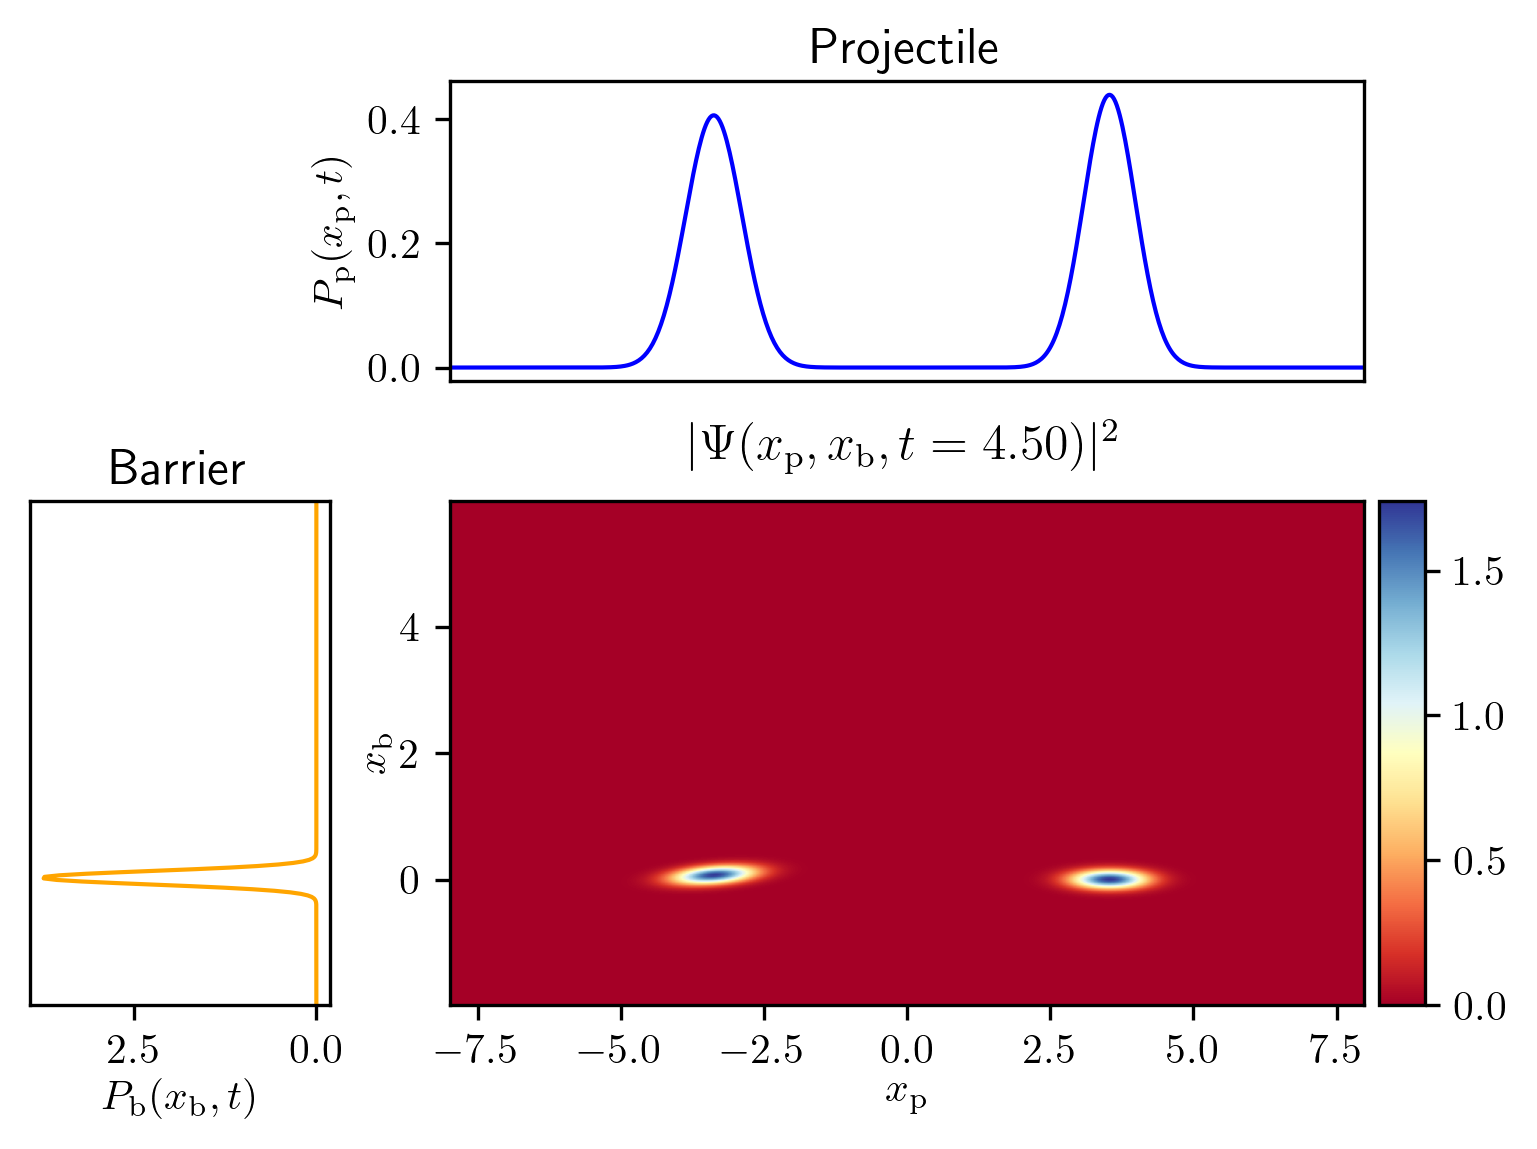 Projectile
0.4
0.2
0.0
P_p(x_p, t)
|Ψ(x_p, x_b, t = 4.50)|²
Barrier
2.5 0.0
P_b(x_b, t)
4
2
0
x_b
−7.5 −5.0 −2.5 0.0 2.5 5.0 7.5
x_p
1.5
1.0
0.5
0.0